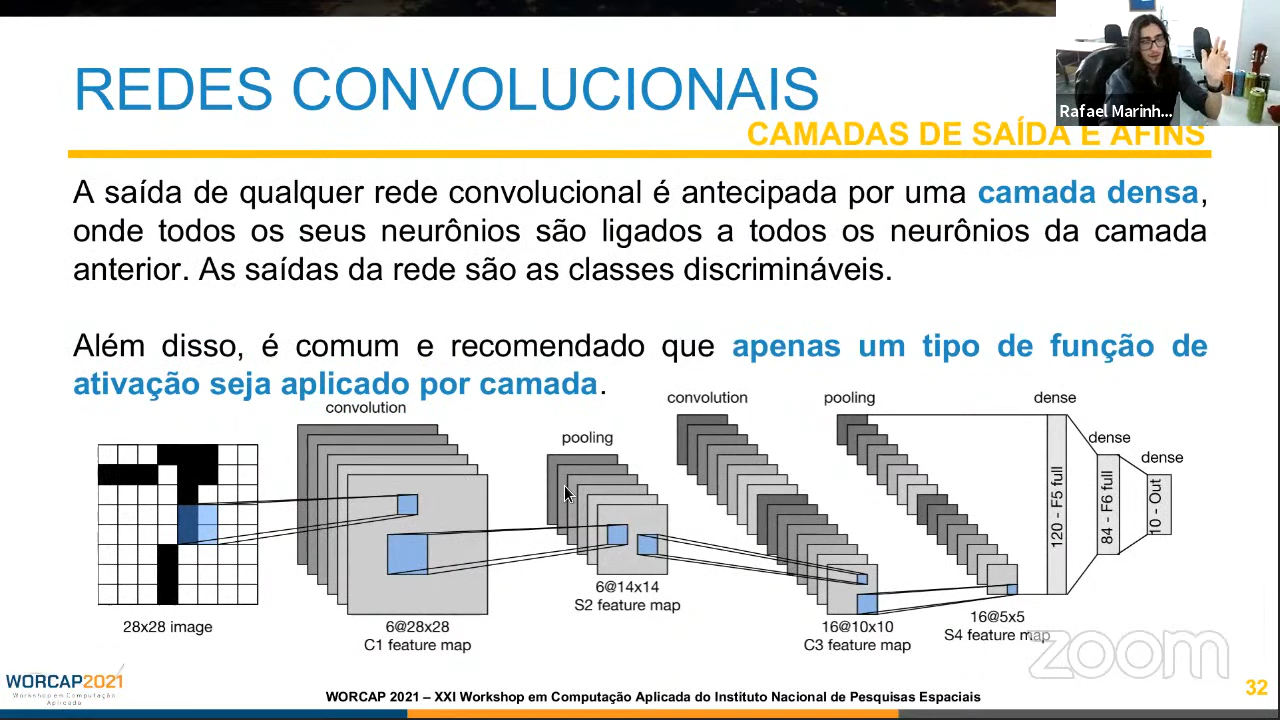 REDES CONVOLUCIONAIS
Rafael Marinh...
CAMADAS DE SAÍDA E AFINS
A saída de qualquer rede convolucional é antecipada por uma camada densa,
onde todos os seus neurônios são ligados a todos os neurônios da camada
anterior. As saídas da rede são as classes discrimináveis.
Além disso, é comum e recomendado que apenas um tipo de função de
ativação seja aplicado por camada.
convolution
pooling
convolution
pooling
dense
dense
dense
120 - F5 full
84 - F6 full
10 - Out
28x28 image
6@28x28
C1 feature map
6@14x14
S2 feature map
16@10x10
C3 feature map
16@5x5
S4 feature map
zoom
WORCAP2021
Workshop em Computação
Aplicada
WORCAP 2021 – XXI Workshop em Computação Aplicada do Instituto Nacional de Pesquisas Espaciais
32